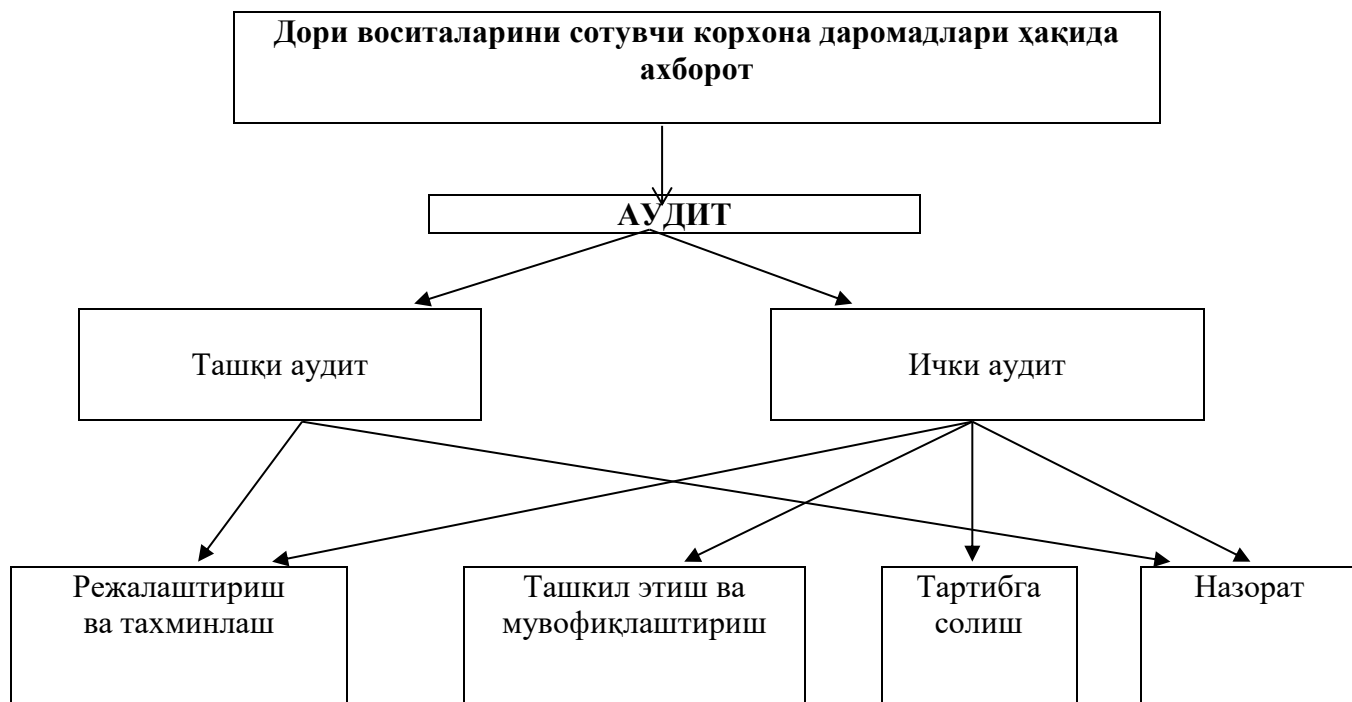 Дори воситаларини сотувчи корхона даромадлари ҳақида
ахборот
АУДИТ
Ташқи аудит
Ички аудит
Режалаштириш
ва тахминлаш
Ташкил этиш ва
мувофиқлаштириш
Тартибга
солиш
Назорат